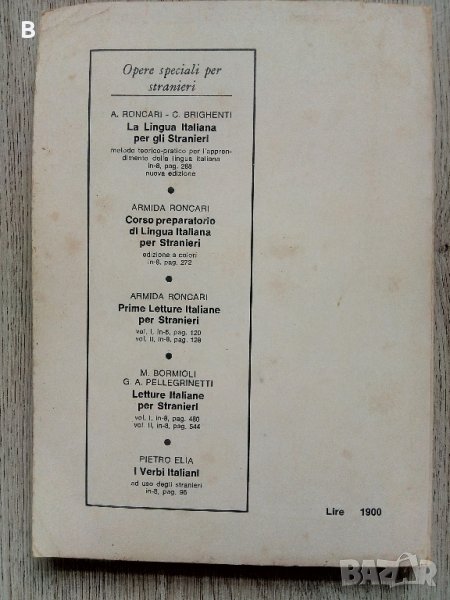 B
Opere speciali per
stranieri
A. RONCARI - C. BRIGHENTI
La Lingua Italiana
per gli Stranieri
metodo teorico-pratico per l'appren-
dimento della lingua italiana
in-8, pag. 288
nuova edizione
ARMIDA RONCARI
Corso preparatorio
di Lingua Italiana
per Stranieri
edizione a colori
in-8, pag. 272
ARMIDA RONCARI
Prime Letture Italiane
per Stranieri
vol. I, in-8, pag. 120
vol. II, in-8, pag. 128
M. BORMIOLI
G. A. PELLEGRINETTI
Letture Italiane
per Stranieri
vol. I, in-8, pag. 480
vol. II, in-8, pag. 544
PIETRO ELIA
I Verbi Italiani
ad uso degli stranieri
in-8, pag. 96
Lire 1900
BAZAR